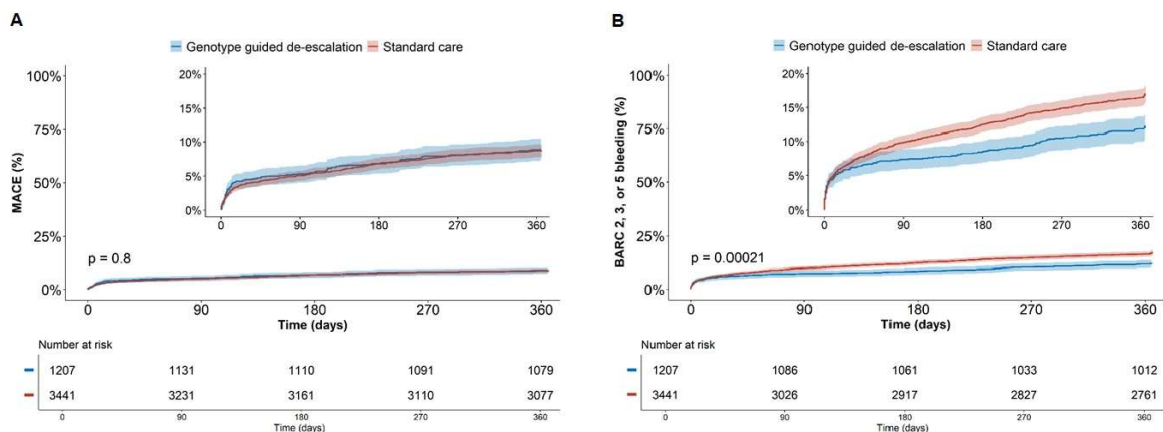 A
Genotype guided de-escalation Standard care
100%
75%
50%
25%
0%
MACE (%)
20%
15%
10%
5%
0%
0 90 180 270 360
p = 0.8
0 90 180 270 360
Time (days)
Number at risk
1207 1131 1110 1091 1079
3441 3231 3161 3110 3077
0 90 180 270 360
Time (days)
B
Genotype guided de-escalation Standard care
100%
75%
50%
25%
0%
BARC 2, 3, or 5 bleeding (%)
20%
15%
10%
5%
0%
0 90 180 270 360
p = 0.00021
0 90 180 270 360
Time (days)
Number at risk
1207 1086 1061 1033 1012
3441 3026 2917 2827 2761
0 90 180 270 360
Time (days)